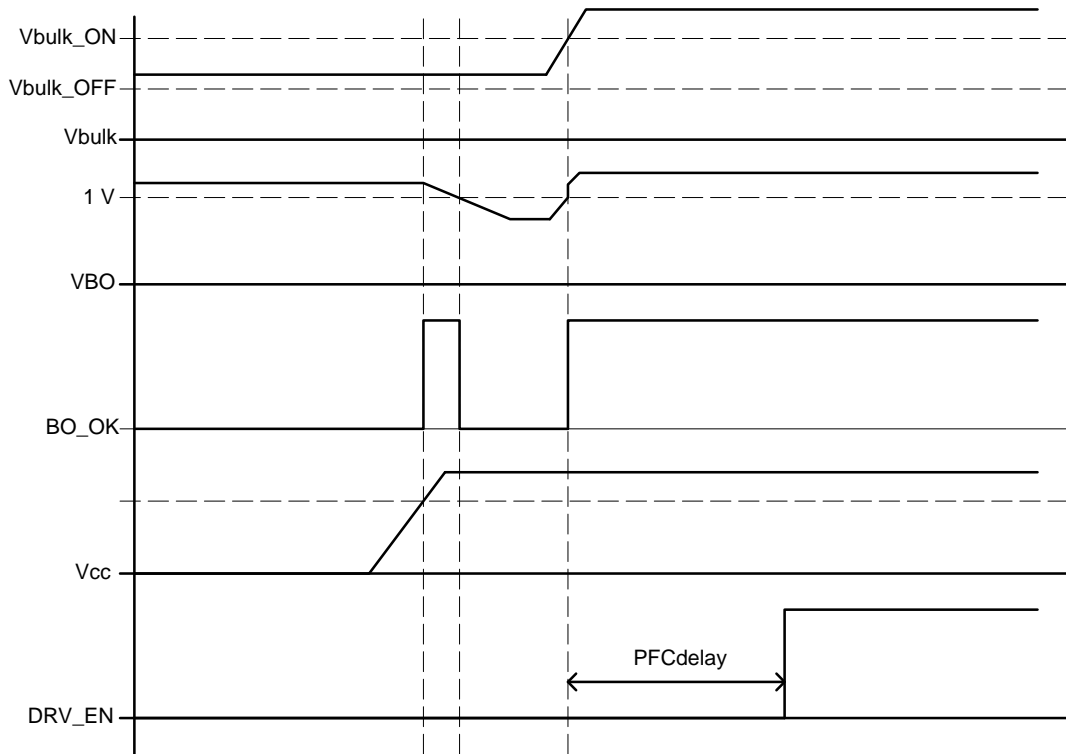 Vbulk_ON
Vbulk_OFF
Vbulk
1 V
VBO
BO_OK
Vcc
PFCdelay
DRV_EN